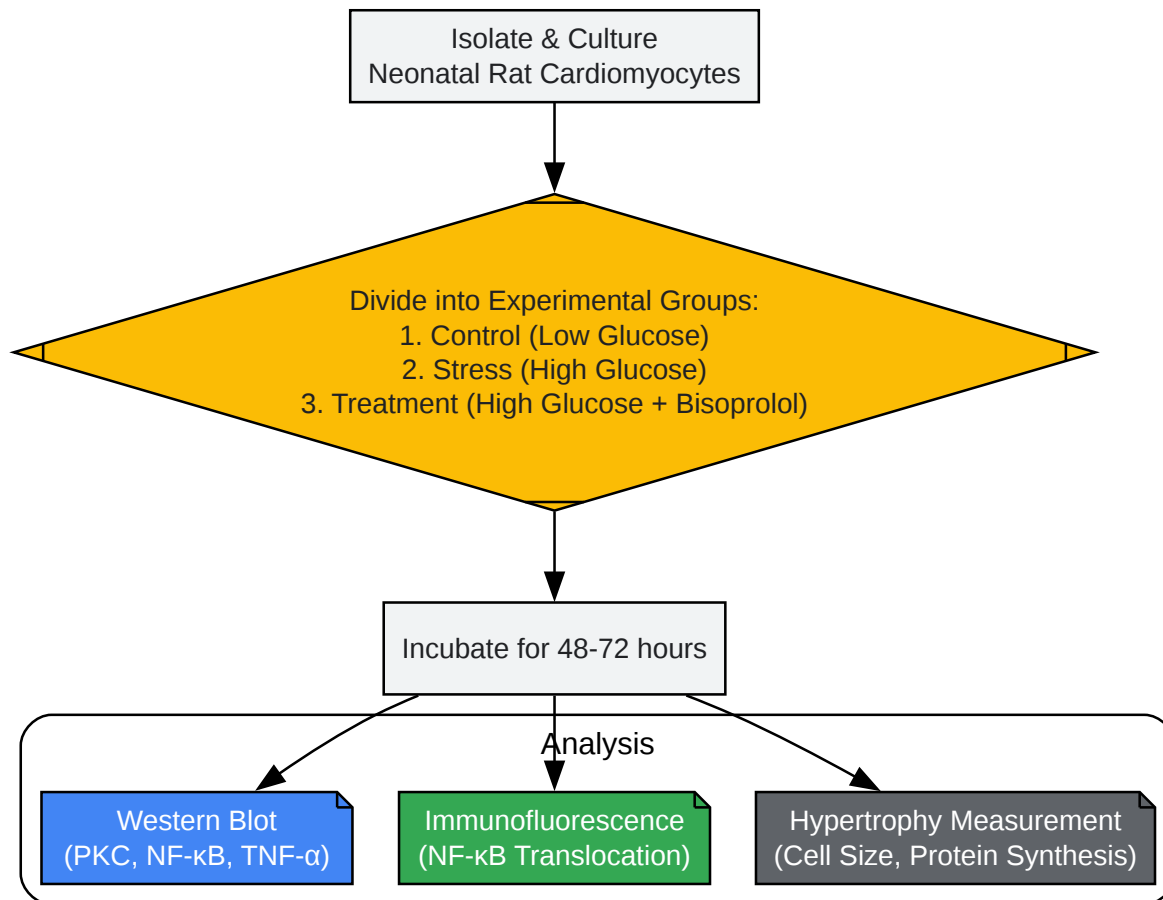 Isolate & Culture
Neonatal Rat Cardiomyocytes
Divide into Experimental Groups:
1. Control (Low Glucose)
2. Stress (High Glucose)
3. Treatment (High Glucose + Bisoprolol)
Incubate for 48-72 hours
Analysis
Western Blot
(PKC, NF-κB, TNF-α)
Immunofluorescence
(NF-κB Translocation)
Hypertrophy Measurement
(Cell Size, Protein Synthesis)